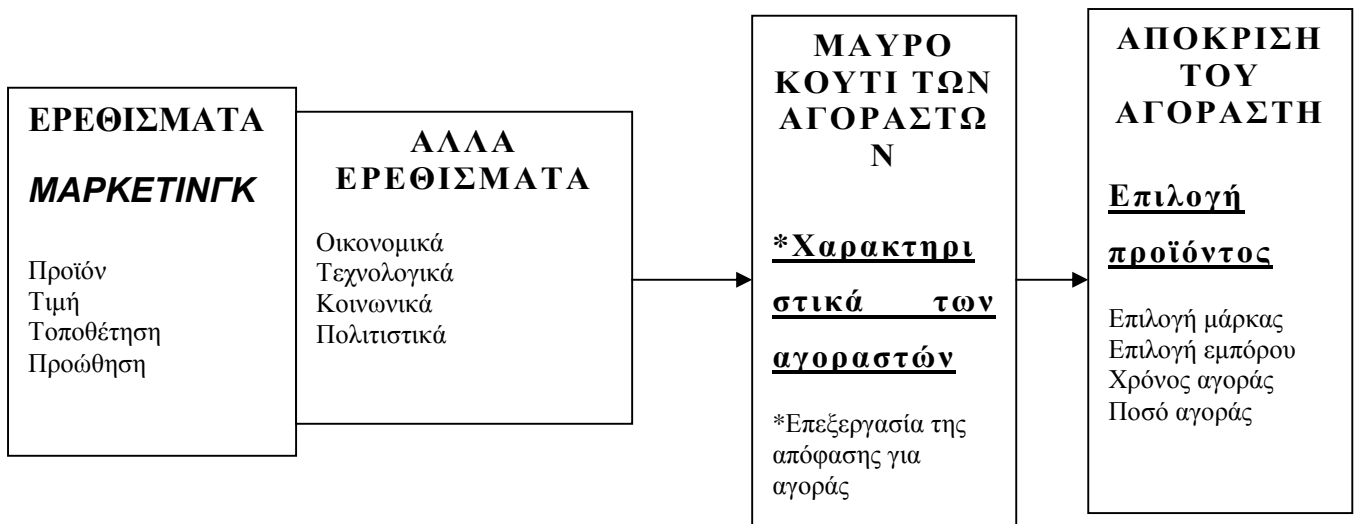 ΕΡΕΘΙΣΜΑΤΑ
ΜΑΡΚΕΤΙΝΓΚ
Προϊόν
Τιμή
Τοποθέτηση
Προώθηση
ΑΛΛΑ
ΕΡΕΘΙΣΜΑΤΑ
Οικονομικά
Τεχνολογικά
Κοινωνικά
Πολιτιστικά
ΜΑΥΡΟ
ΚΟΥΤΙ ΤΩΝ
ΑΓΟΡΑΣΤΩ
Ν
*Χαρακτηρι
στικά των
αγοραστών
*Επεξεργασία της
απόφασης για
αγοράς
ΑΠΟΚΡΙΣΗ
ΤΟΥ
ΑΓΟΡΑΣΤΗ
Επιλογή
προϊόντος
Επιλογή μάρκας
Επιλογή εμπόρου
Χρόνος αγοράς
Ποσό αγοράς